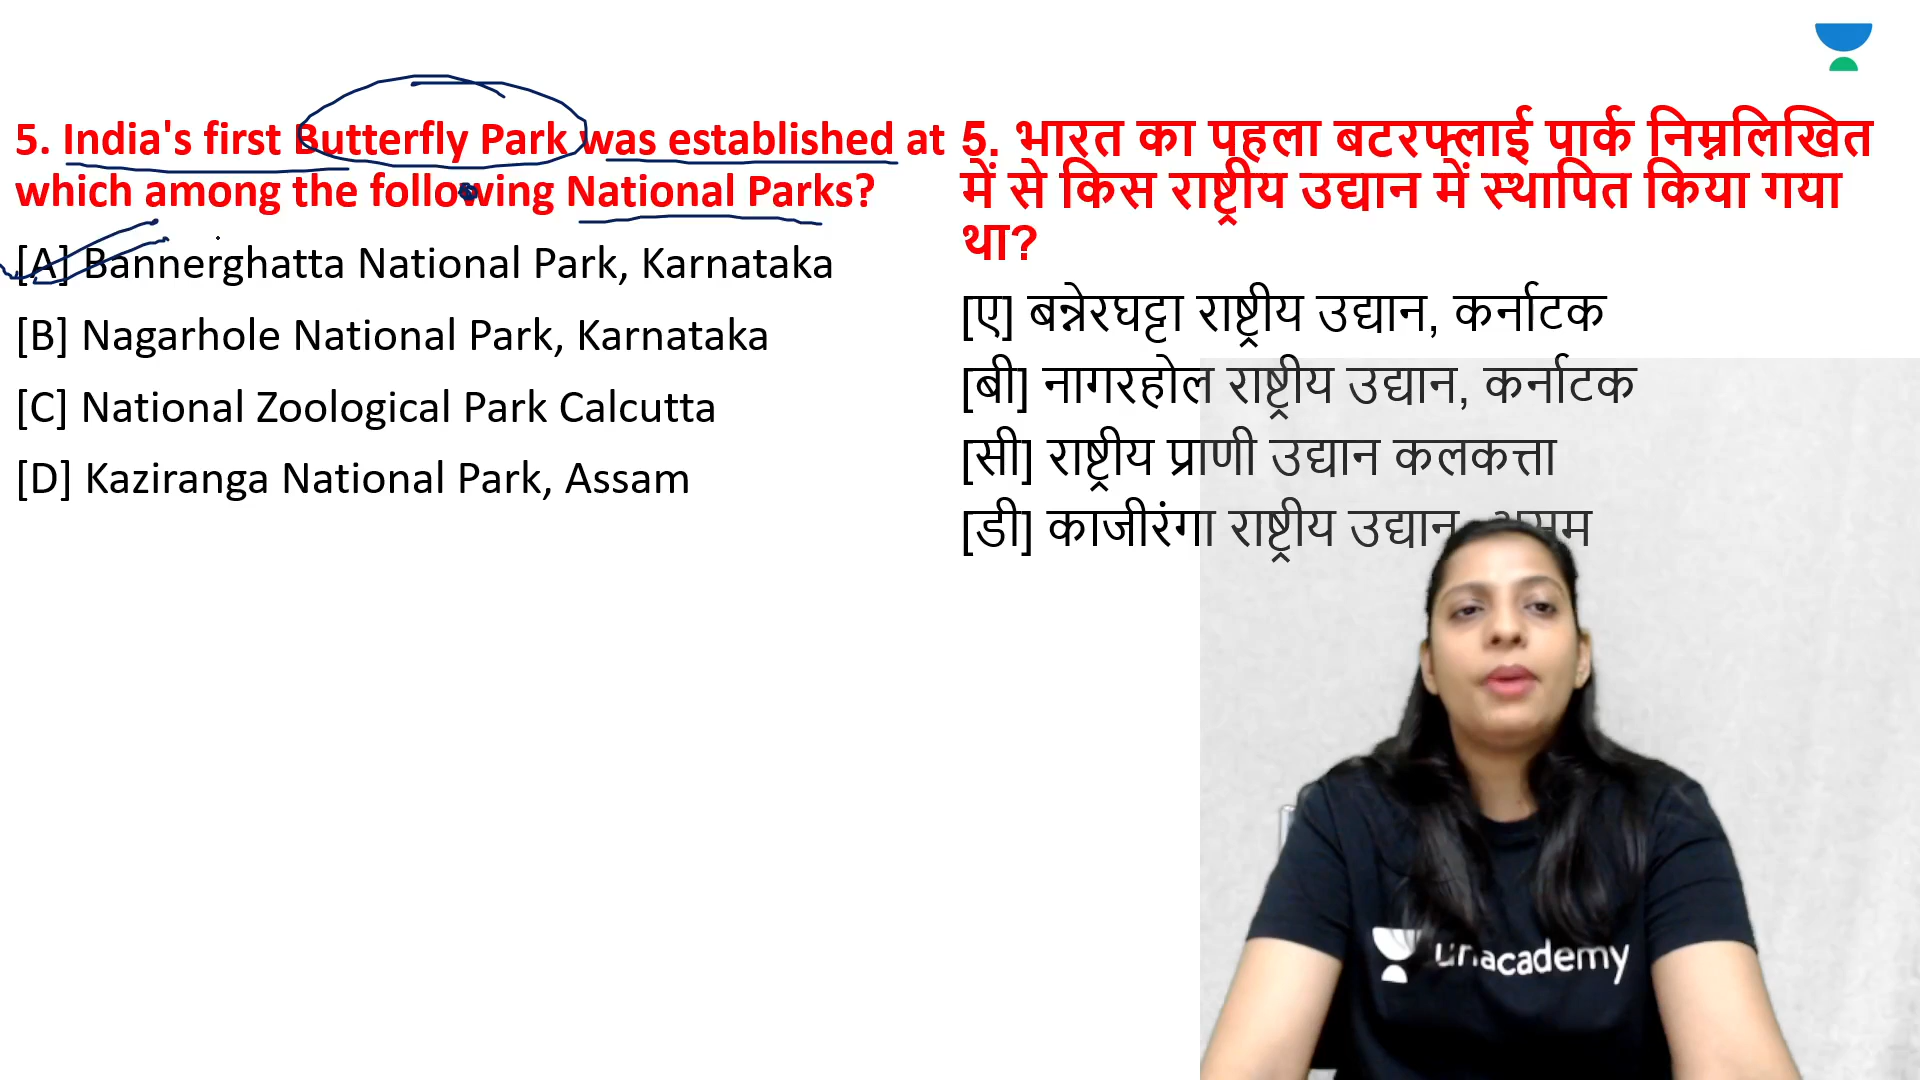 5. India's first Butterfly Park was established at
which among the following National Parks?
[A] Bannerghatta National Park, Karnataka
[B] Nagarhole National Park, Karnataka
[C] National Zoological Park Calcutta
[D] Kaziranga National Park, Assam
5. भारत का पहला बटरफ्लाई पार्क निम्नलिखित
में से किस राष्ट्रीय उद्यान में स्थापित किया गया
था?
[ए] बन्नेरघट्टा राष्ट्रीय उद्यान, कर्नाटक
[बी] नागरहोल राष्ट्रीय उद्यान, कर्नाटक
[सी] राष्ट्रीय प्राणी उद्यान कलकत्ता
[डी] काजीरंगा राष्ट्रीय उद्यान, असम
unacademy